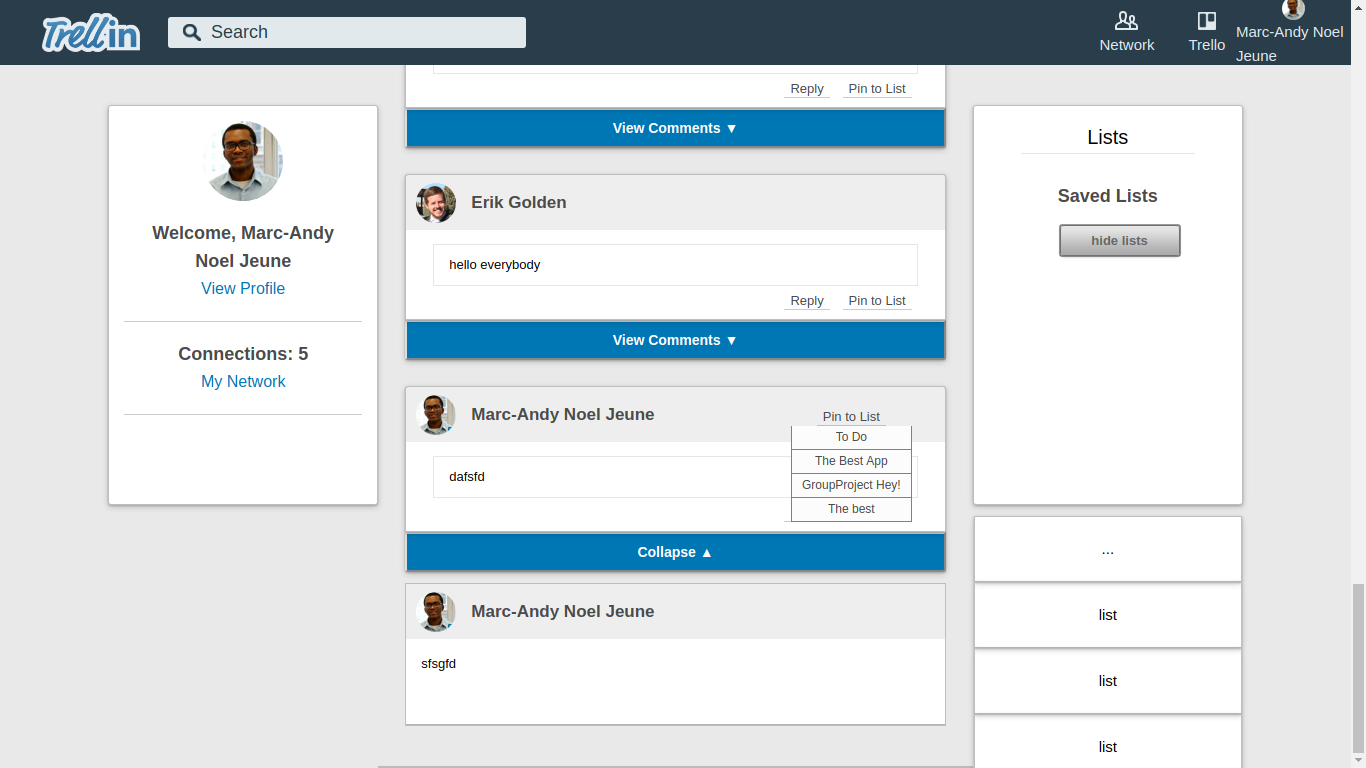 Trellin
Search
Network
Trello
Marc-Andy Noel
Jeune
Welcome, Marc-Andy
Noel Jeune
View Profile
Connections: 5
My Network
Reply
Pin to List
View Comments ▼
Erik Golden
hello everybody
Reply
Pin to List
View Comments ▼
Marc-Andy Noel Jeune
Pin to List
To Do
The Best App
GroupProject Hey!
The best
dafsfd
Collapse ▲
Marc-Andy Noel Jeune
sfsgfd
Lists
Saved Lists
hide lists
...
list
list
list